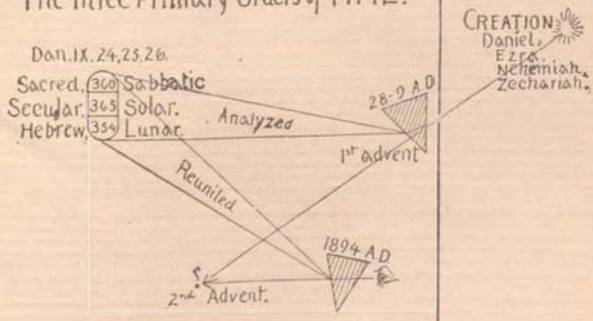 The Three Primary Orders of TIME.
Dan. IX. 24, 25, 26.
Sacred. 360 Sabbatic
Secular. 365 Solar.
Hebrew. 354 Lunar.
Analyzed
Reuniled
28-9 A.D
1st advent
1894 A D
?
2nd Advent.
CREATION
Daniel.
Ezra.
Nehemiah.
Zechariah.